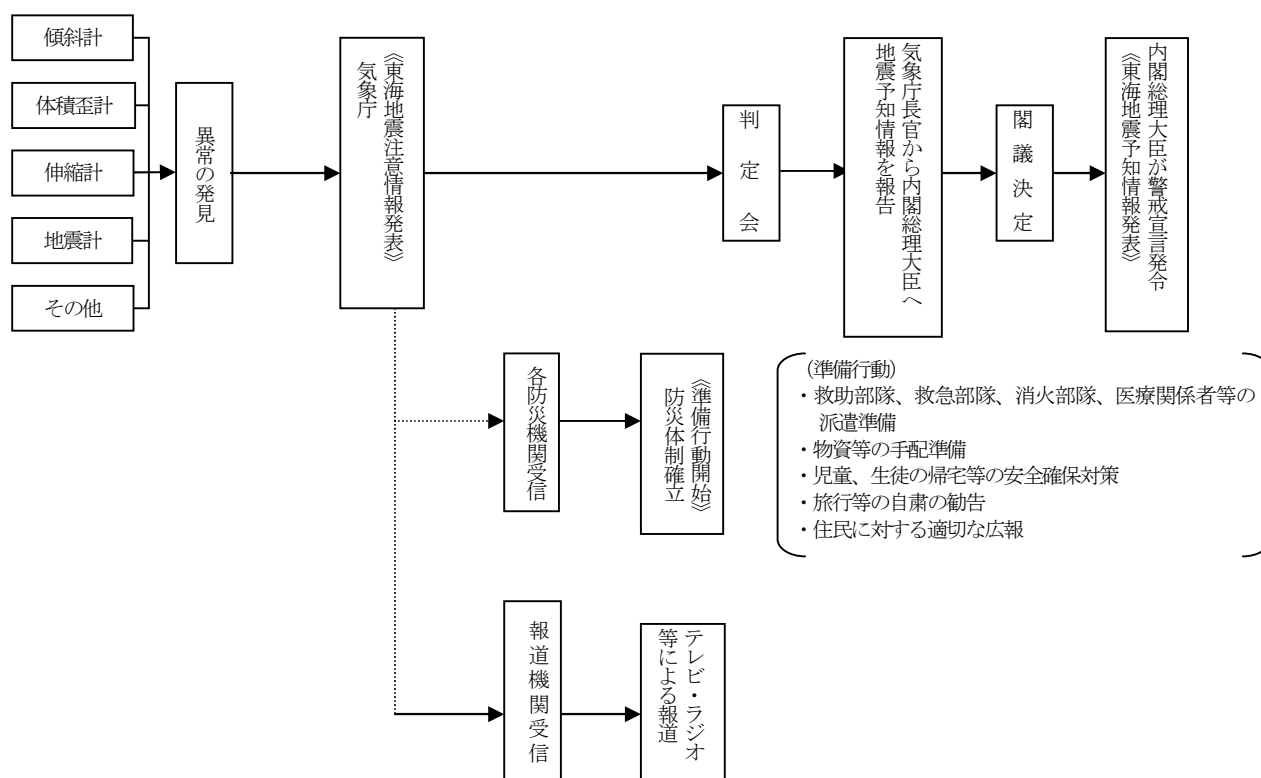 傾斜計
体積歪計
伸縮計
地震計
その他
異常の発見
《東海地震注意情報発表》
気象庁
判定会
気象庁長官から内閣総理大臣へ
地震予知情報を報告
閣議決定
内閣総理大臣が警戒宣言発令
《東海地震予知情報発表》
各防災機関受信
《準備行動開始》
防災体制確立
(準備行動)
・救助部隊、救急部隊、消火部隊、医療関係者等の
派遣準備
・物資等の手配準備
・児童、生徒の帰宅等の安全確保対策
・旅行等の自粛の勧告
・住民に対する適切な広報
報道機関受信
テレビ・ラジオ
等による報道